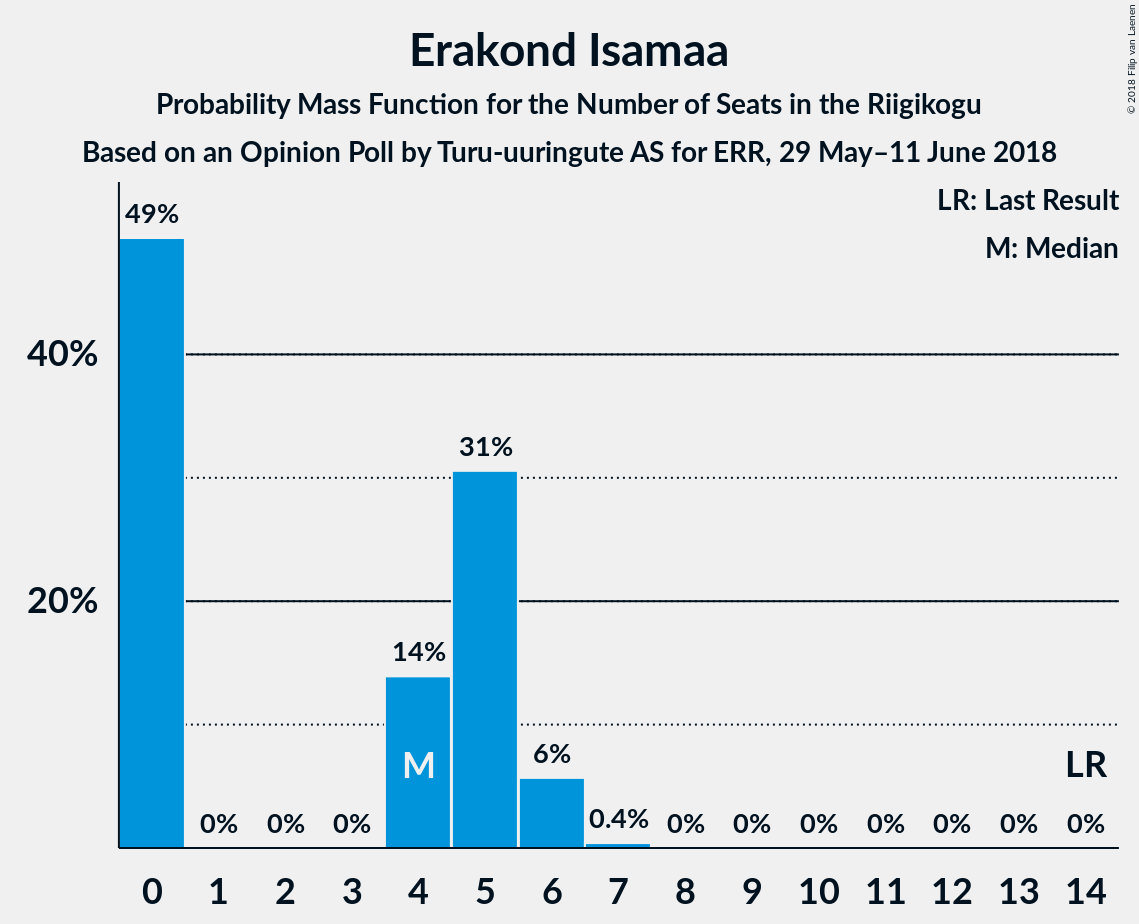 Erakond Isamaa
Probability Mass Function for the Number of Seats in the Riigikogu
Based on an Opinion Poll by Turu-uuringute AS for ERR, 29 May–11 June 2018
© 2018 Filip van Laenen
LR: Last Result
M: Median
49%
40%
31%
20%
14%
M
6%
LR
0% 0% 0% 0.4% 0% 0% 0% 0% 0% 0% 0%
0 1 2 3 4 5 6 7 8 9 10 11 12 13 14